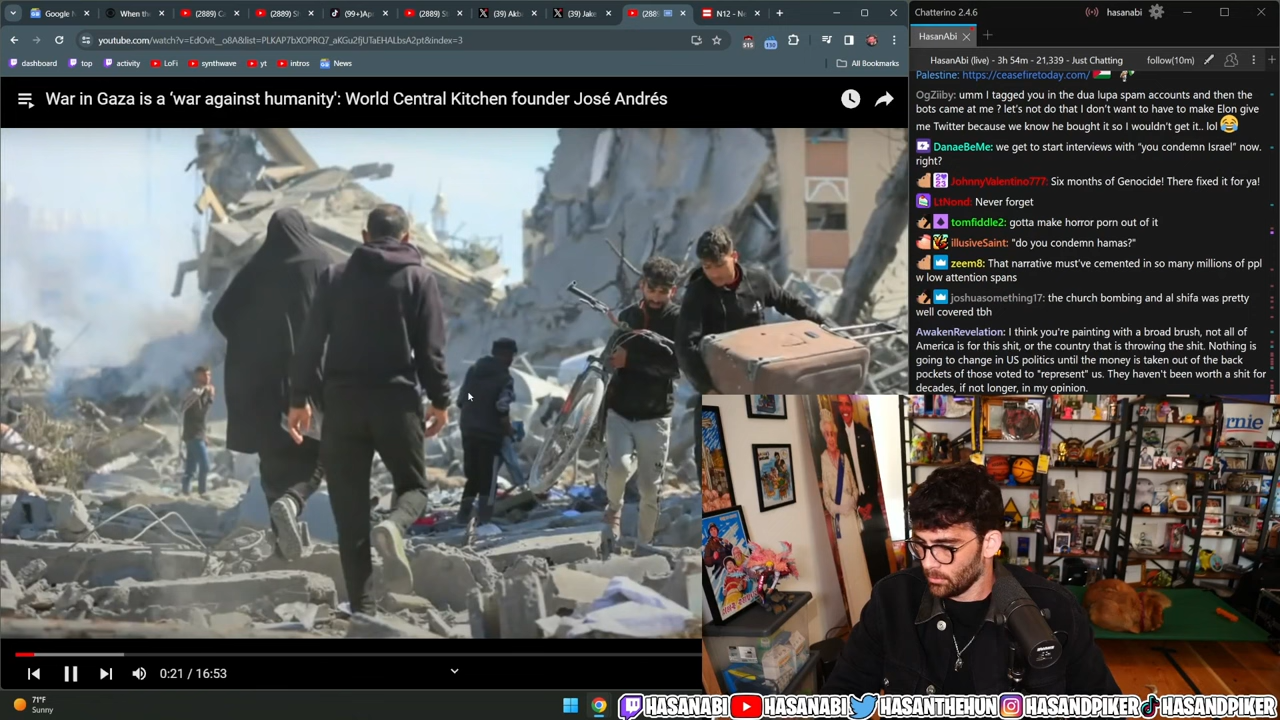 Google
When the
(2889)
(2889)
(99+)
(2889)
(39)
(39)
(2889)
N12 -
youtube.com/watch?v=EdOvit__o8A&list=PLKAP7bXOPRQ7_aKGu2fjUTaEHALbsA2pt&index=3
515
130
dashboard
top
activity
LoFi
synthwave
yt
intros
News
All Bookmarks
War in Gaza is a ‘war against humanity': World Central Kitchen founder José Andrés
0:21 / 16:53
71°F
Sunny
Chatterino 2.4.6
hasanabi
HasanAbi
HasanAbi (live) - 3h 54m - 21,339 - Just Chatting
follow(10m)
Palestine: https://ceasefiretoday.com/
OgZiiby: umm I tagged you in the dua lupa spam accounts and then the
bots came at me ? let’s not do that I don’t want to have to make Elon give
me Twitter because we know he bought it so I wouldn’t get it.. lol
DanaeBeMe: we get to start interviews with “you condemn Israel” now.
right?
JohnnyValentino777: Six months of Genocide! There fixed it for ya!
LtNond: Never forget
tomfiddle2: gotta make horror porn out of it
illusiveSaint: "do you condemn hamas?"
zeem8: That narrative must’ve cemented in so many millions of ppl
w low attention spans
joshuasomething17: the church bombing and al shifa was pretty
well covered tbh
AwakenRevelation: I think you're painting with a broad brush, not all of
America is for this shit, or the country that is throwing the shit. Nothing is
going to change in US politics until the money is taken out of the back
pockets of those voted to "represent" us. They haven't been worth a shit for
decades, if not longer, in my opinion.
ernie
HASANABI
HASANABI
HASANTHEHUN
HASANDPIKER
HASANDPIKER